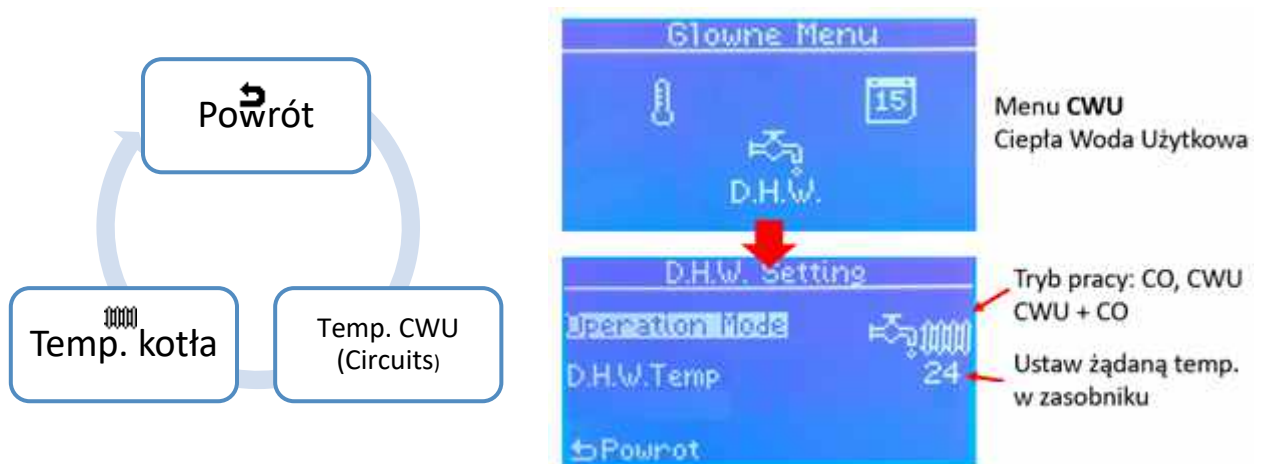 Powrót
Temp. kotła
Temp. CWU
(Circuits)
Glowne Menu
15
D.H.W.
Menu CWU
Ciepła Woda Użytkowa
D.H.W. Setting
Operation Mode
D.H.W.Temp
24
Powrot
Tryb pracy: CO, CWU
CWU + CO
Ustaw żądaną temp.
w zasobniku